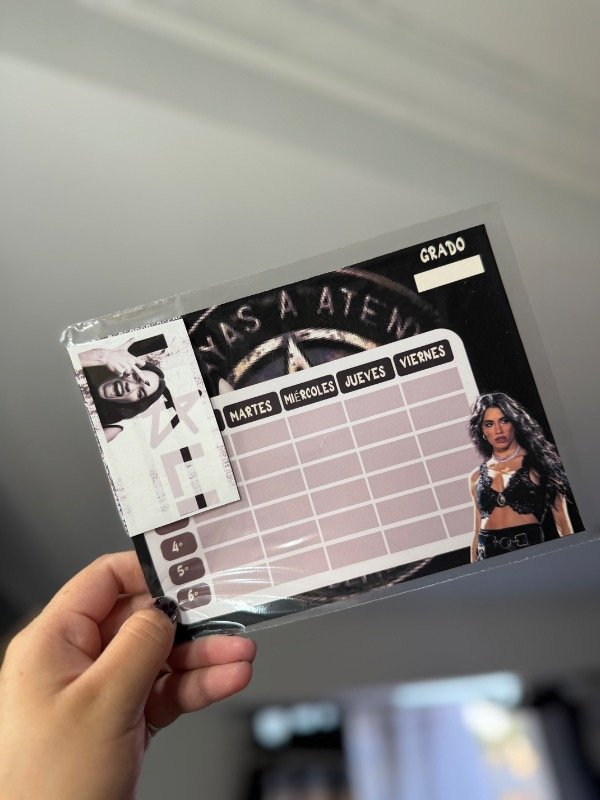 GRADO
YAS A ATEN
MARTES MIÉRCOLES JUEVES VIERNES
4°
5°
6°